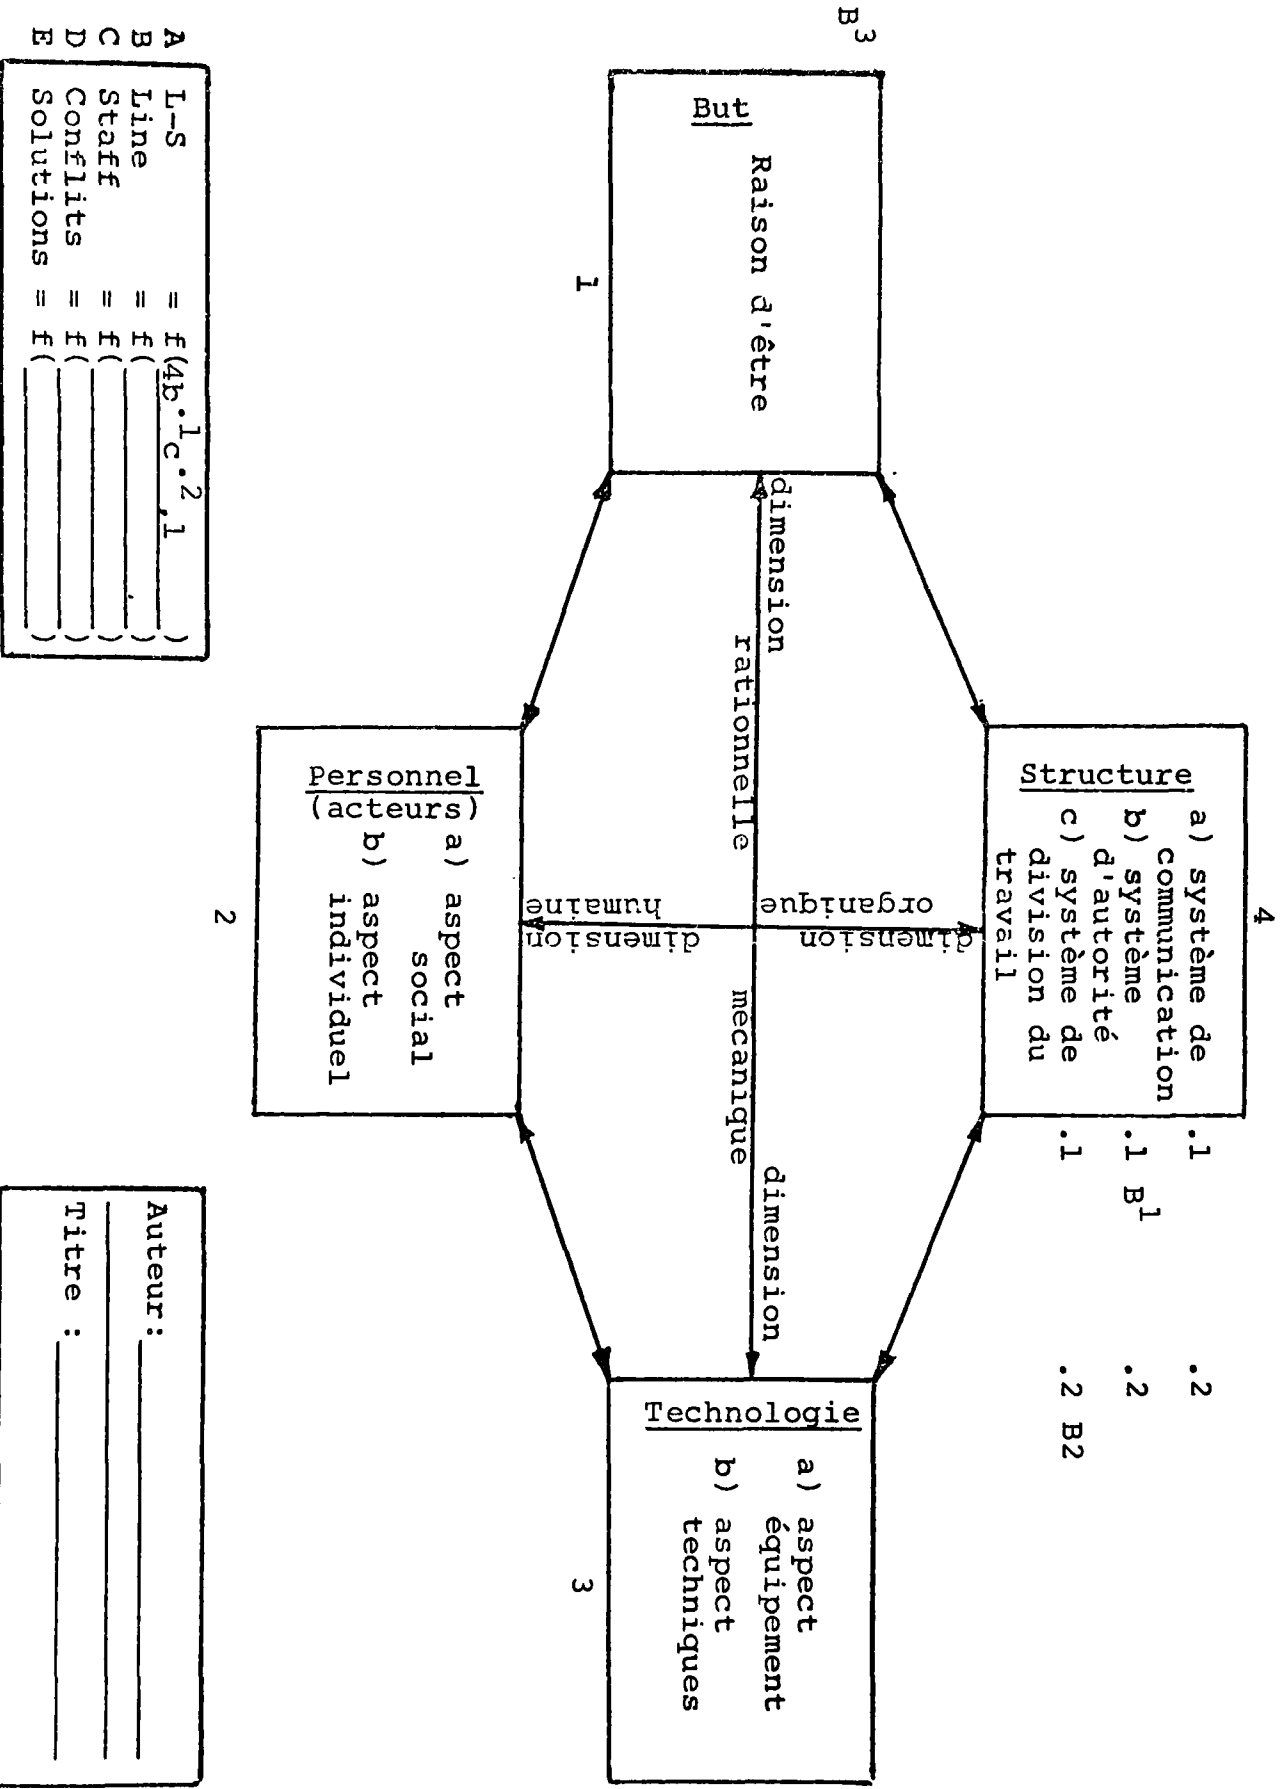 4
Structure
a) système de
communication
b) système
d'autorité
c) système de
division du
travail
.1
.2
.1 B1
.2
.1
.2 B2
B3
But
Raison d'être
1
dimension
rationnelle
dimension
organique
dimension
humaine
mecanique
dimension
Technologie
a) aspect
équipement
b) aspect
techniques
3
Personnel
(acteurs)
a) aspect
social
b) aspect
individuel
2
A L-S = f(4b.1c.2,1 )
B Line = f( )
C Staff = f( )
D Conflits = f( )
E Solutions = f( )
Auteur:
Titre :